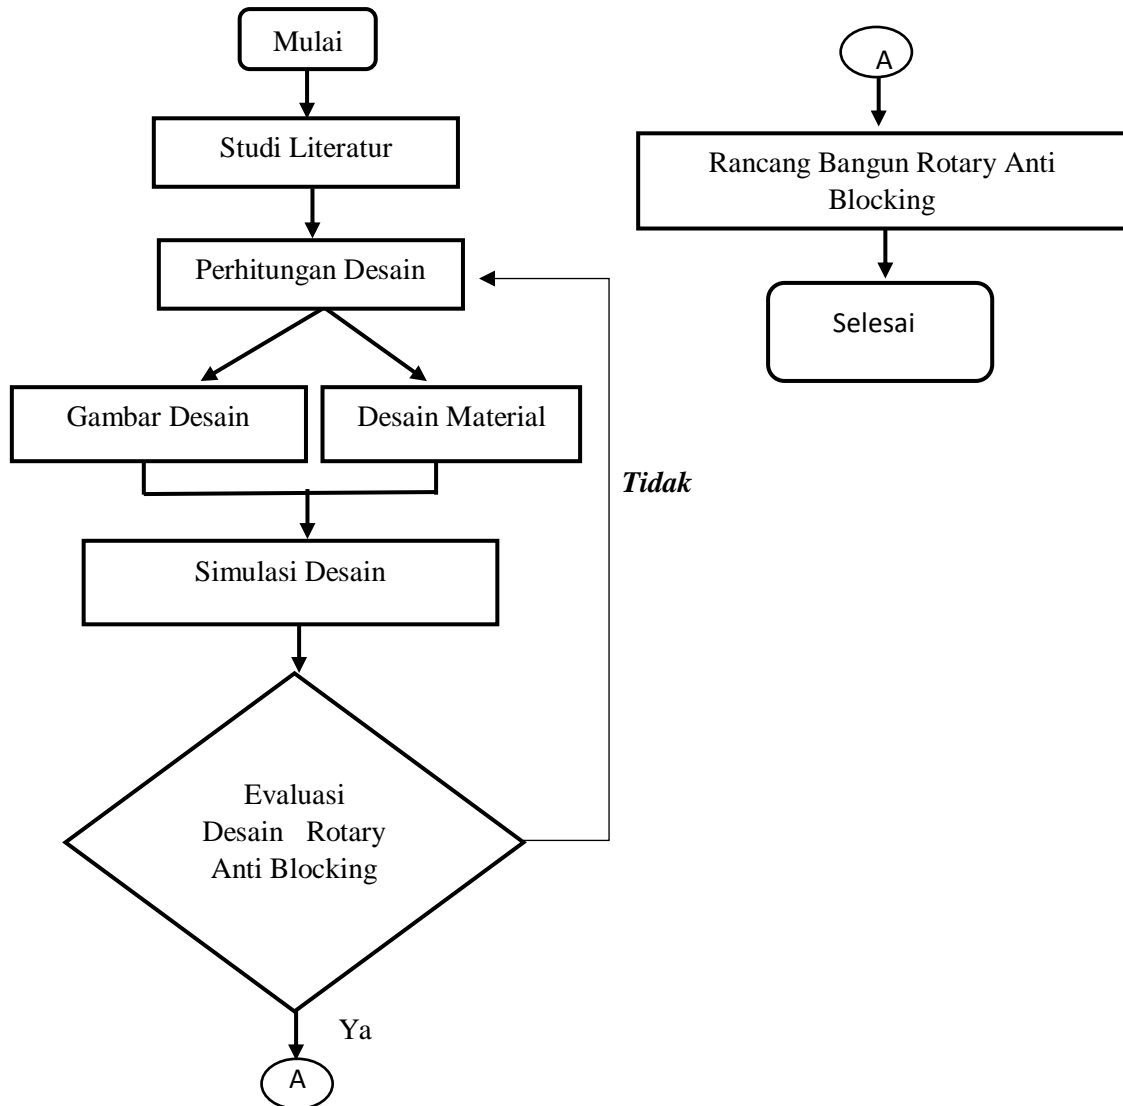 Mulai
Studi Literatur
Perhitungan Desain
Gambar Desain
Desain Material
Tidak
Simulasi Desain
Evaluasi
Desain Rotary
Anti Blocking
Ya
A
A
Rancang Bangun Rotary Anti
Blocking
Selesai